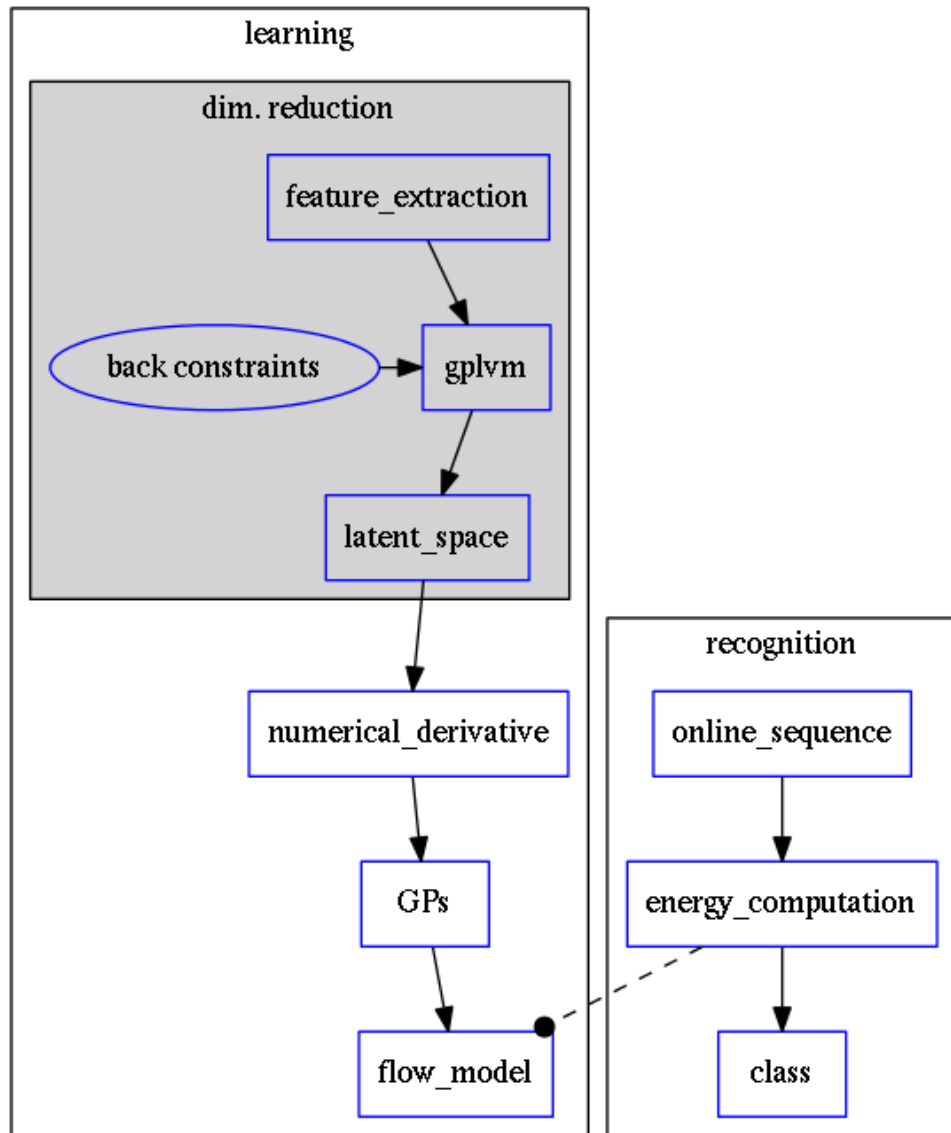 learning
dim. reduction
feature_extraction
back constraints
gplvm
latent_space
numerical_derivative
GPs
flow_model
recognition
online_sequence
energy_computation
class